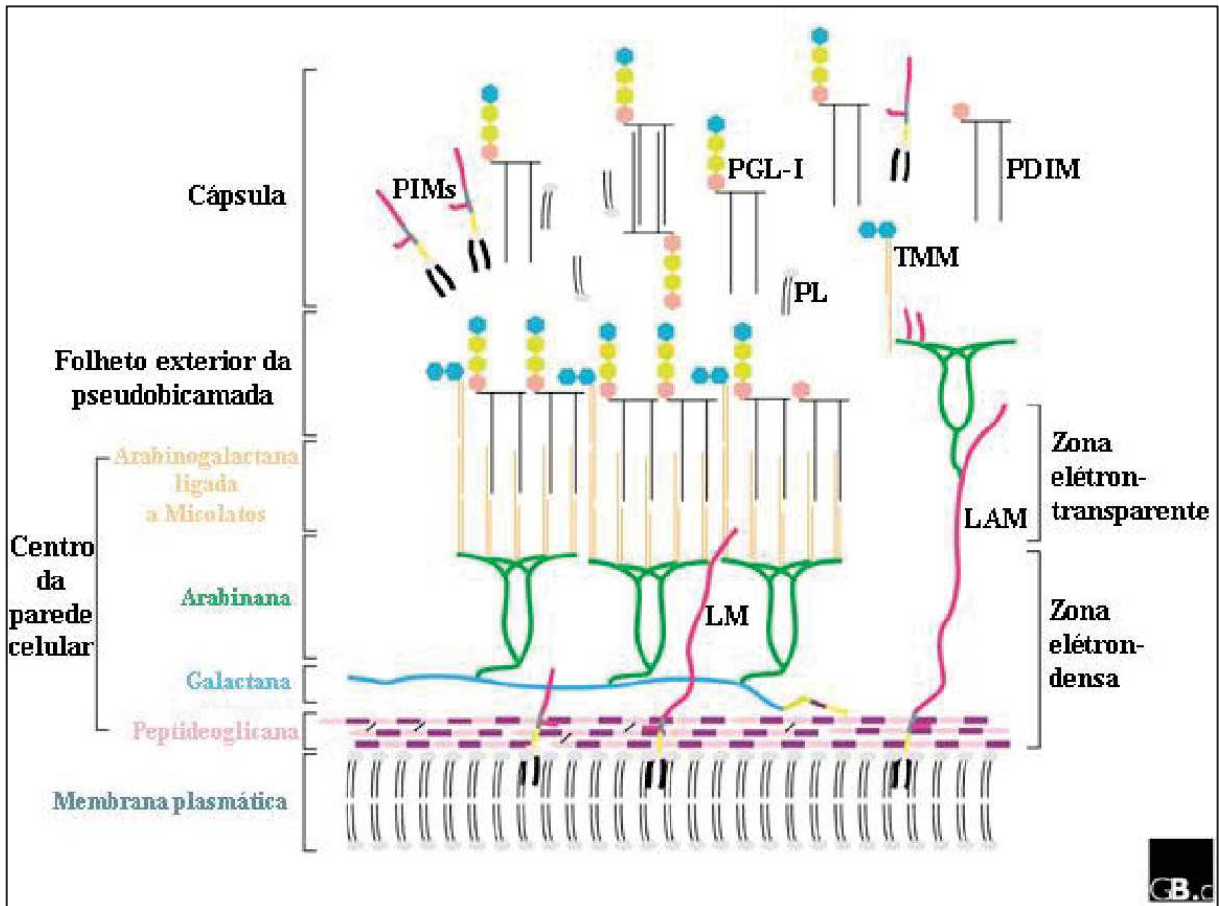 Cápsula
PIMs
PGL-I
PDIM
TMM
PL
Folheto exterior da
pseudobicamada
Arabinogalactana
ligada
a Micolatos
Zona
elétron-
transparente
LAM
Centro
da
parede
celular
Arabinana
LM
Zona
elétron-
densa
Galactana
Peptideoglicana
Membrana plasmática
GB.c